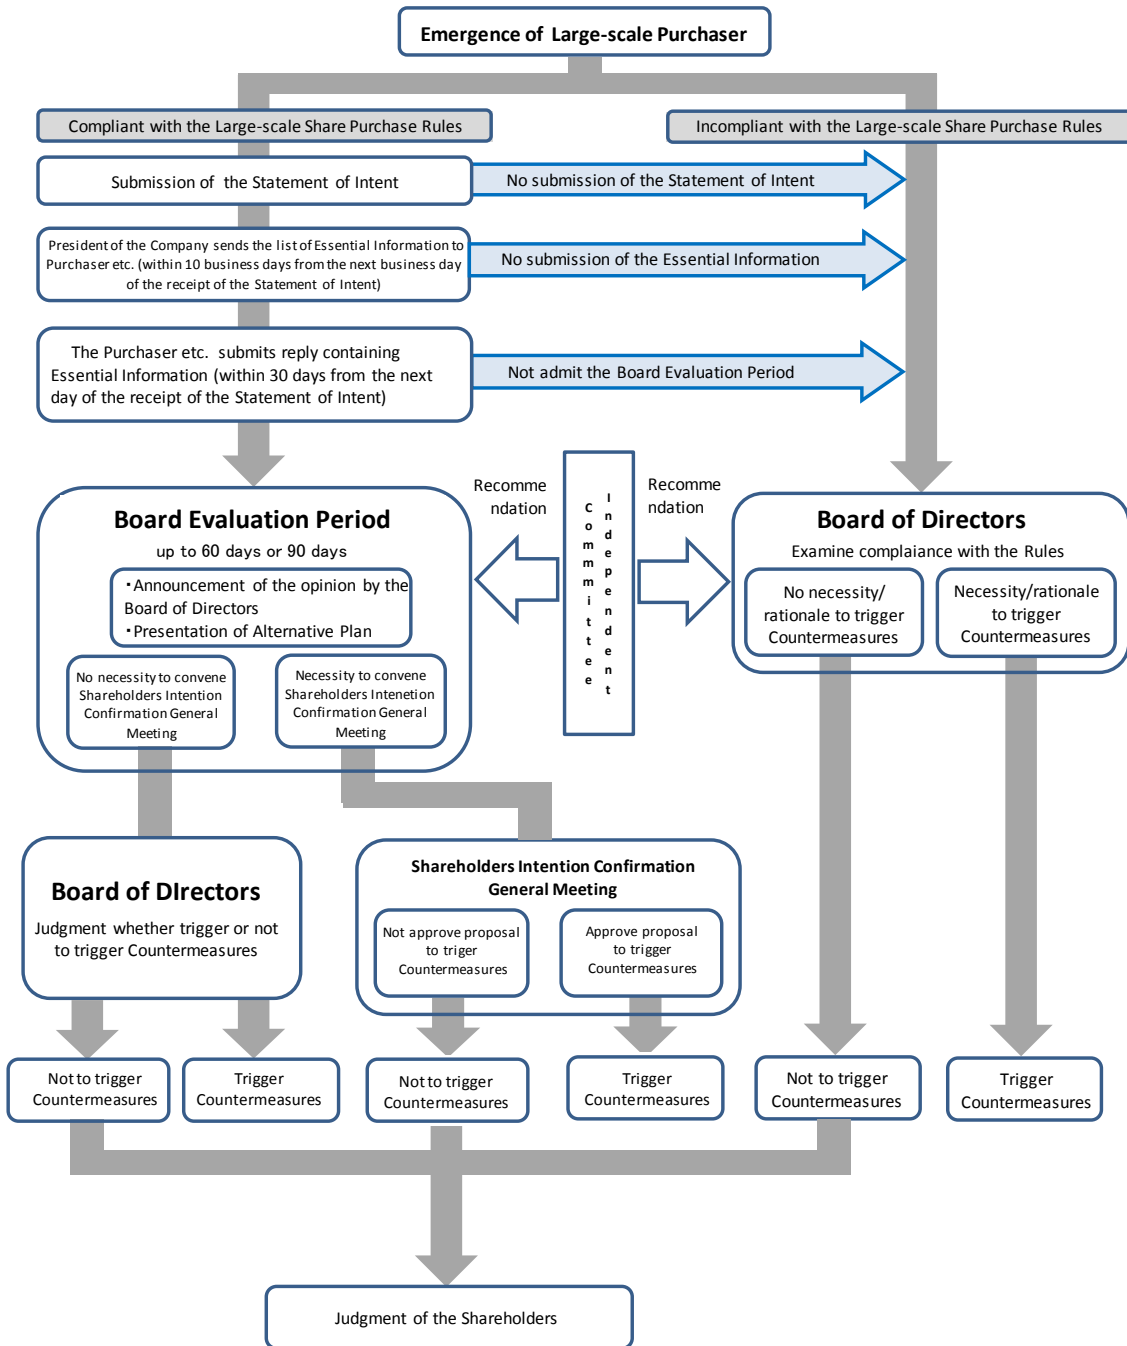 Emergence of Large-scale Purchaser
Compliant with the Large-scale Share Purchase Rules
Incompliant with the Large-scale Share Purchase Rules
Submission of the Statement of Intent
No submission of the Statement of Intent
President of the Company sends the list of Essential Information to
Purchaser etc. (within 10 business days from the next business day
of the receipt of the Statement of Intent)
No submission of the Essential Information
The Purchaser etc. submits reply containing
Essential Information (within 30 days from the next
day of the receipt of the Statement of Intent)
Not admit the Board Evaluation Period
Board Evaluation Period
up to 60 days or 90 days
・Announcement of the opinion by the
Board of Directors
・Presentation of Alternative Plan
No necessity to convene
Shareholders Intention
Confirmation General
Meeting
Necessity to convene
Shareholders Intenetion
Confirmation General
Meeting
Recomme
ndation
Independent
Committee
Recomme
ndation
Board of Directors
Examine complaiance with the Rules
No necessity/
rationale to trigger
Countermeasures
Necessity/rationale
to trigger
Countermeasures
Board of DIrectors
Judgment whether trigger or not
to trigger Countermeasures
Shareholders Intention Confirmation
General Meeting
Not approve proposal
to triger
Countermeasures
Approve proposal
to trigger
Countermeasures
Not to trigger
Countermeasures
Trigger
Countermeasures
Not to trigger
Countermeasures
Trigger
Countermeasures
Not to trigger
Countermeasures
Trigger
Countermeasures
Judgment of the Shareholders